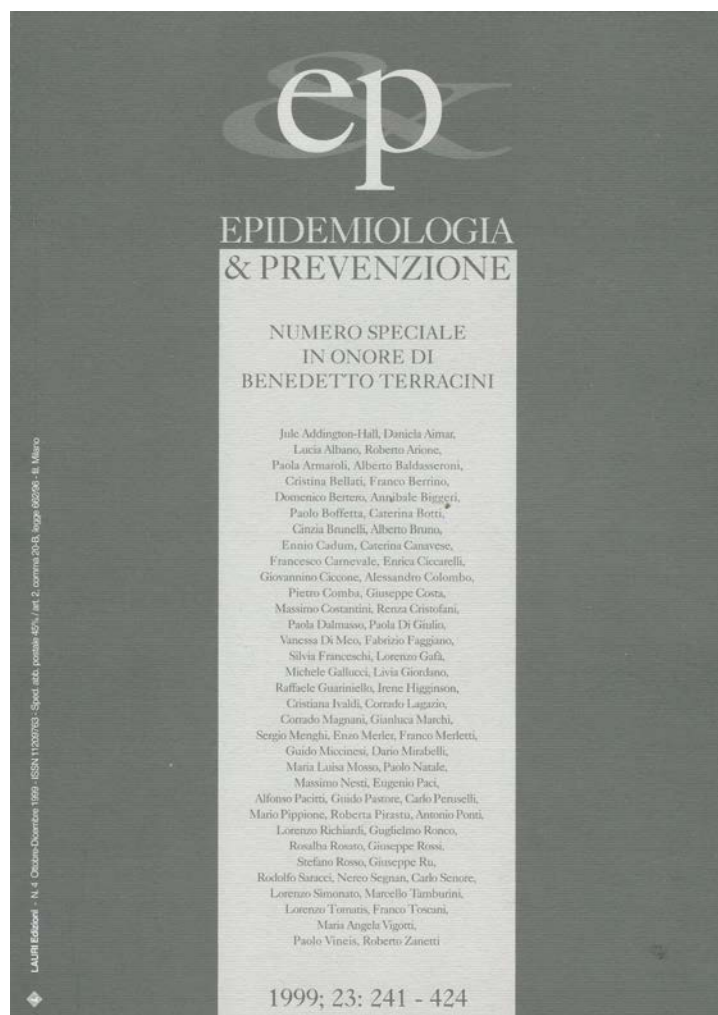 ep
&
EPIDEMIOLOGIA
& PREVENZIONE
NUMERO SPECIALE
IN ONORE DI
BENEDETTO TERRACINI
Jule Addington-Hall, Daniela Aimar,
Lucia Albano, Roberto Arione,
Paola Armaroli, Alberto Baldasseroni,
Cristina Bellati, Franco Berrino,
Domenico Bertero, Annibale Biggeri,
Paolo Boffetta, Caterina Botti,
Cinzia Brunelli, Alberto Bruno,
Ennio Cadum, Caterina Canavese,
Francesco Carnevale, Enrica Ciccarelli,
Giovannino Ciccone, Alessandro Colombo,
Pietro Comba, Giuseppe Costa,
Massimo Costantini, Renza Cristofani,
Paola Dalmasso, Paola Di Giulio,
Vanessa Di Meo, Fabrizio Faggiano,
Silvia Franceschi, Lorenzo Gafà,
Michele Gallucci, Livia Giordano,
Raffaele Guariniello, Irene Higginson,
Cristiana Ivaldi, Corrado Lagazio,
Corrado Magnani, Gianluca Marchi,
Sergio Menghi, Enzo Merler, Franco Merletti,
Guido Miccinesi, Dario Mirabelli,
Maria Luisa Mosso, Paolo Natale,
Massimo Nesti, Eugenio Paci,
Alfonso Pacitti, Guido Pastore, Carlo Peruselli,
Mario Pippione, Roberta Pirastu, Antonio Ponti,
Lorenzo Richiardi, Guglielmo Ronco,
Rosalba Rosato, Giuseppe Rossi,
Stefano Rosso, Giuseppe Ru,
Rodolfo Saracci, Nereo Segnan, Carlo Senore,
Lorenzo Simonato, Marcello Tamburini,
Lorenzo Tomatis, Franco Toscani,
Maria Angela Vigotti,
Paolo Vineis, Roberto Zanetti
1999; 23: 241 - 424
LAURI Edizioni - N. 4 Ottobre-Dicembre 1999 - ISSN 11209763 - Sped. abb. postale 45% / art. 2, comma 20-B, legge 662/96 - fil. Milano